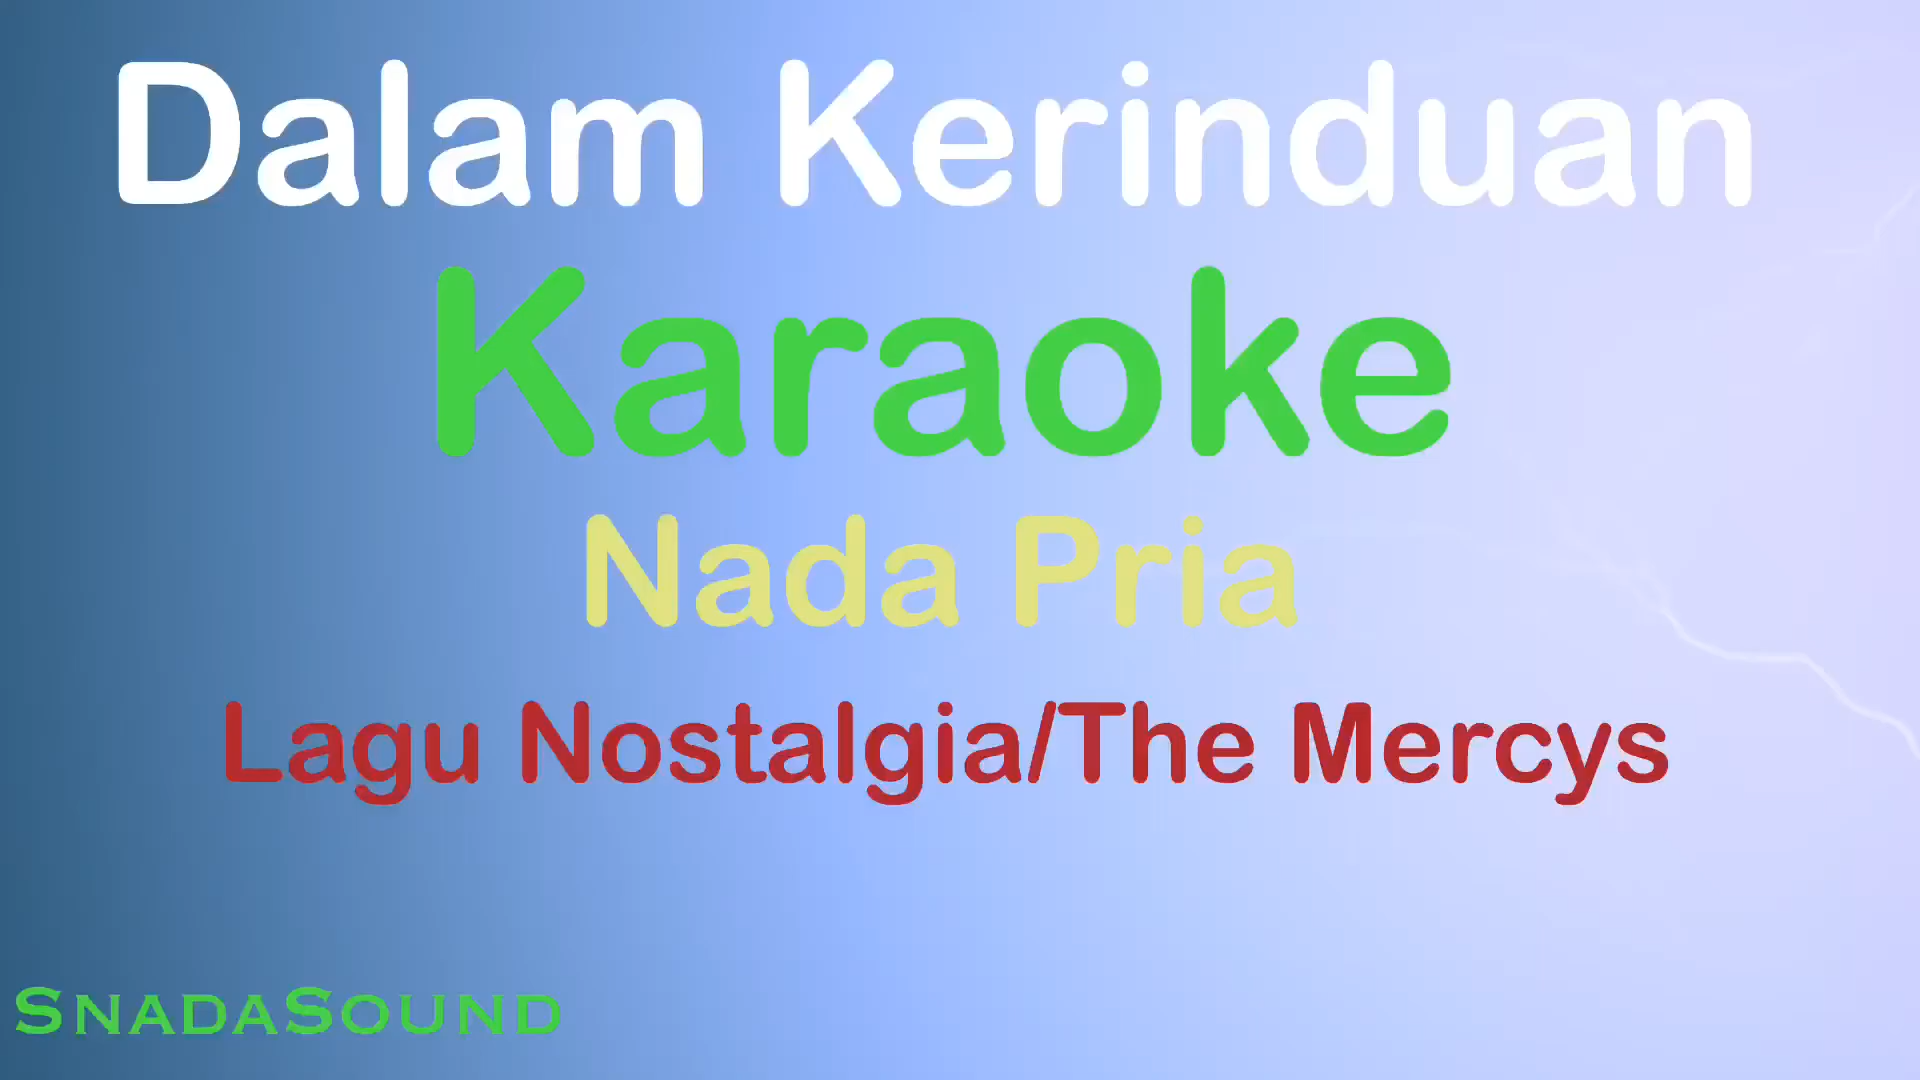 Dalam Kerinduan
Karaoke
Nada Pria
Lagu Nostalgia/The Mercys
SnadaSound